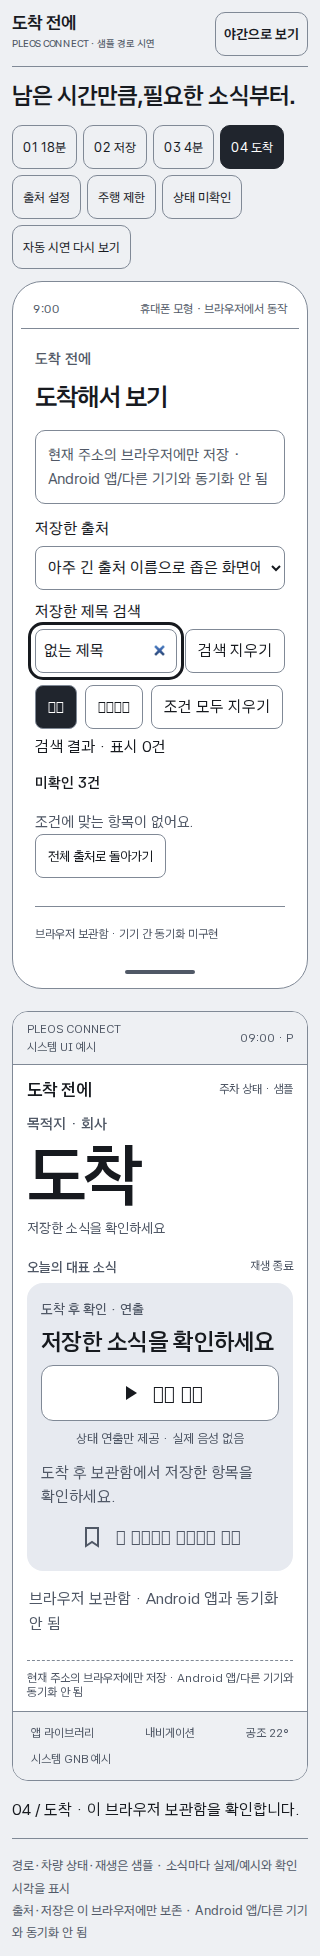 도착 전에
PLEOS CONNECT · 샘플 경로 시연
야간으로 보기
남은 시간만큼,필요한 소식부터.
01 18분
02 저장
03 4분
04 도착
출처 설정
주행 제한
상태 미확인
자동 시연 다시 보기
9:00
휴대폰 모형 · 브라우저에서 동작
도착 전에
도착해서 보기
현재 주소의 브라우저에만 저장 ·
Android 앱/다른 기기와 동기화 안 됨
저장한 출처
아주 긴 출처 이름으로 좁은 화면에
저장한 제목 검색
없는 제목
검색 지우기
조건 모두 지우기
검색 결과 · 표시 0건
미확인 3건
조건에 맞는 항목이 없어요.
전체 출처로 돌아가기
브라우저 보관함 · 기기 간 동기화 미구현
PLEOS CONNECT
시스템 UI 예시
09:00 · P
도착 전에
주차 상태 · 샘플
목적지 · 회사
도착
저장한 소식을 확인하세요
오늘의 대표 소식
재생 종료
도착 후 확인 · 연출
저장한 소식을 확인하세요
상태 연출만 제공 · 실제 음성 없음
도착 후 보관함에서 저장한 항목을
확인하세요.
브라우저 보관함 · Android 앱과 동기화
안 됨
현재 주소의 브라우저에만 저장 · Android 앱/다른 기기와
동기화 안 됨
앱 라이브러리
내비게이션
공조 22°
시스템 GNB 예시
04 / 도착 · 이 브라우저 보관함을 확인합니다.
경로·차량 상태·재생은 샘플 · 소식마다 실제/예시와 확인
시각을 표시
출처·저장은 이 브라우저에만 보존 · Android 앱/다른 기기
와 동기화 안 됨